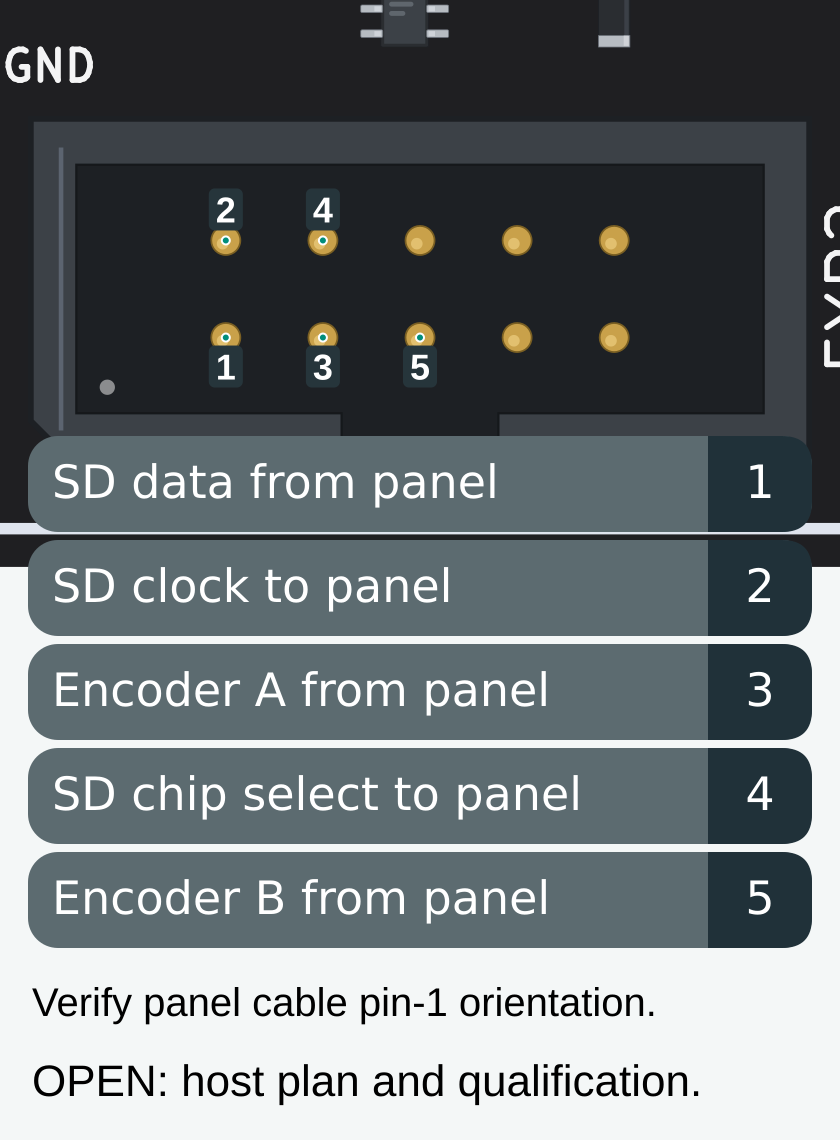 GND
2 4
1 3 5
SD data from panel 1
SD clock to panel 2
Encoder A from panel 3
SD chip select to panel 4
Encoder B from panel 5
Verify panel cable pin-1 orientation.
OPEN: host plan and qualification.